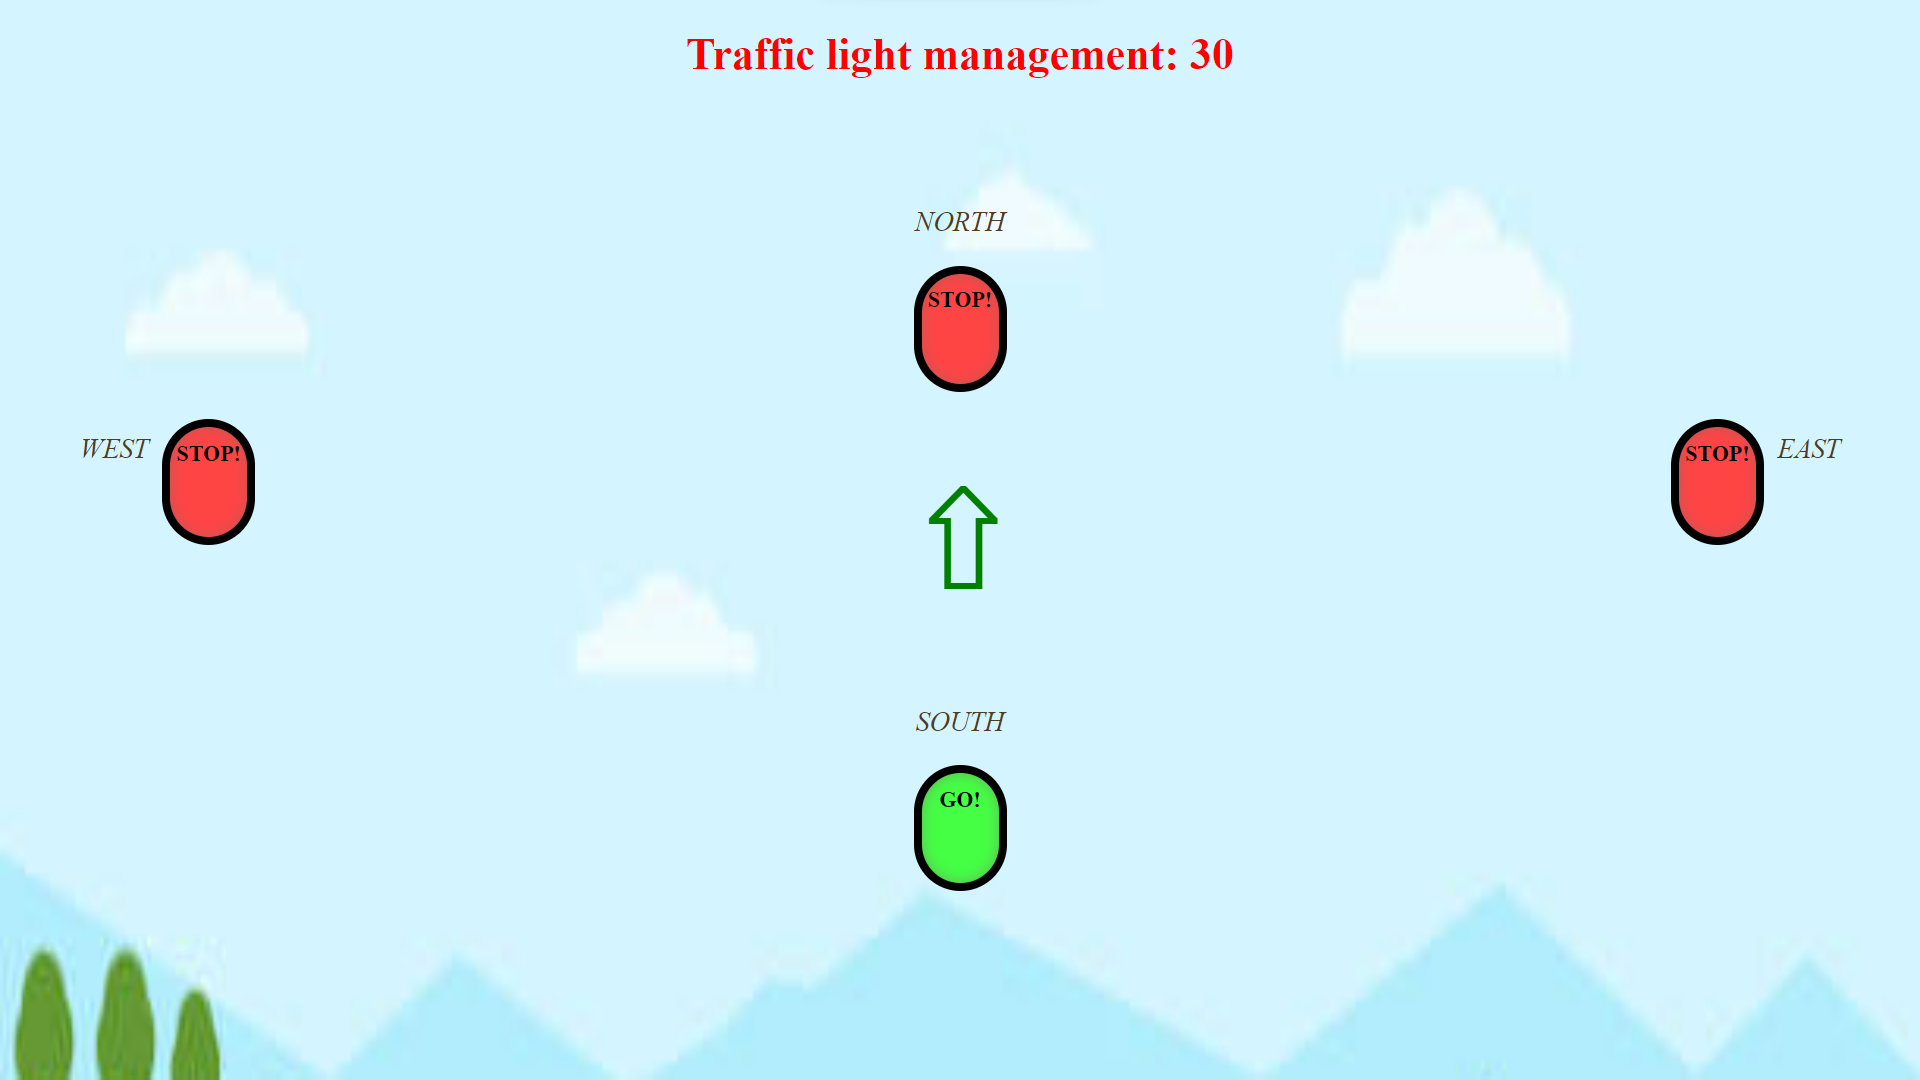 Traffic light management: 30
NORTH
STOP!
WEST
STOP!
STOP!
EAST
SOUTH
GO!